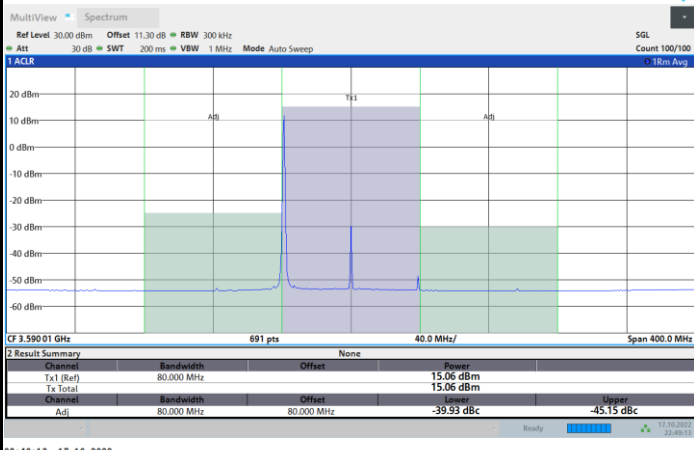 MultiView Spectrum
Ref Level 30.00 dBm Offset 11.30 dB RBW 300 kHz SGL
Att 30 dB SWT 200 ms VBW 1 MHz Mode Auto Sweep Count 100/100
1 ACLR 1Rm Avg
20 dBm
Tx1
10 dBm
Adj
Adj
0 dBm
-10 dBm
-20 dBm
-30 dBm
-40 dBm
-50 dBm
-60 dBm
CF 3.59001 GHz 691 pts 40.0 MHz/ Span 400.0 MHz
2 Result Summary None
Channel Bandwidth Offset Power
Tx1 (Ref) 80.000 MHz 15.06 dBm
Tx Total 15.06 dBm
Channel Bandwidth Offset Lower Upper
Adj 80.000 MHz 80.000 MHz -39.93 dBc -45.15 dBc
Ready 17.10.2022
22:49:13